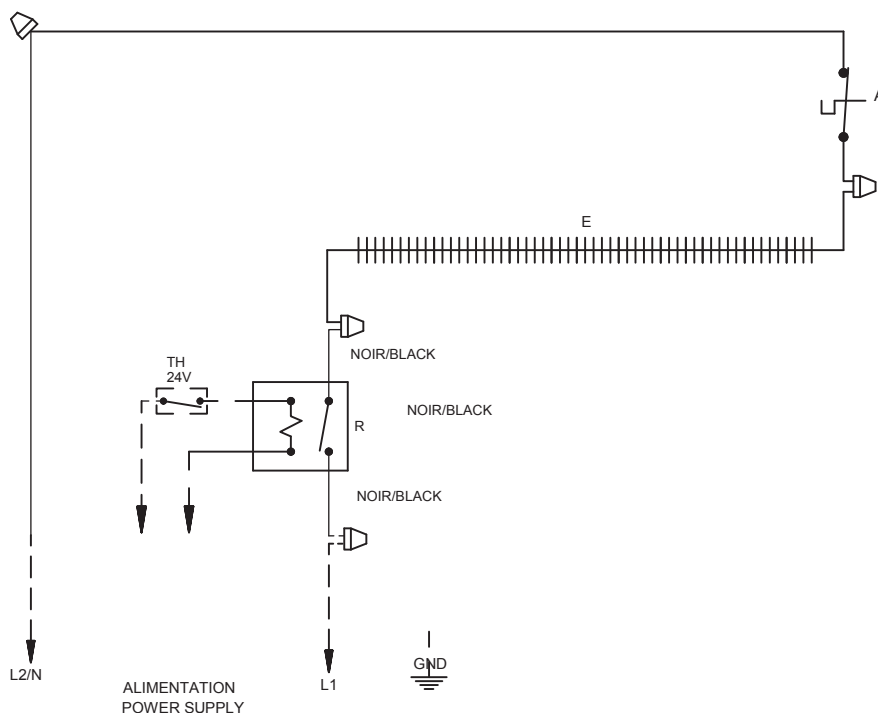 A
E
NOIR/BLACK
TH
24V
NOIR/BLACK
R
NOIR/BLACK
GND
L2/N
L1
ALIMENTATION
POWER SUPPLY